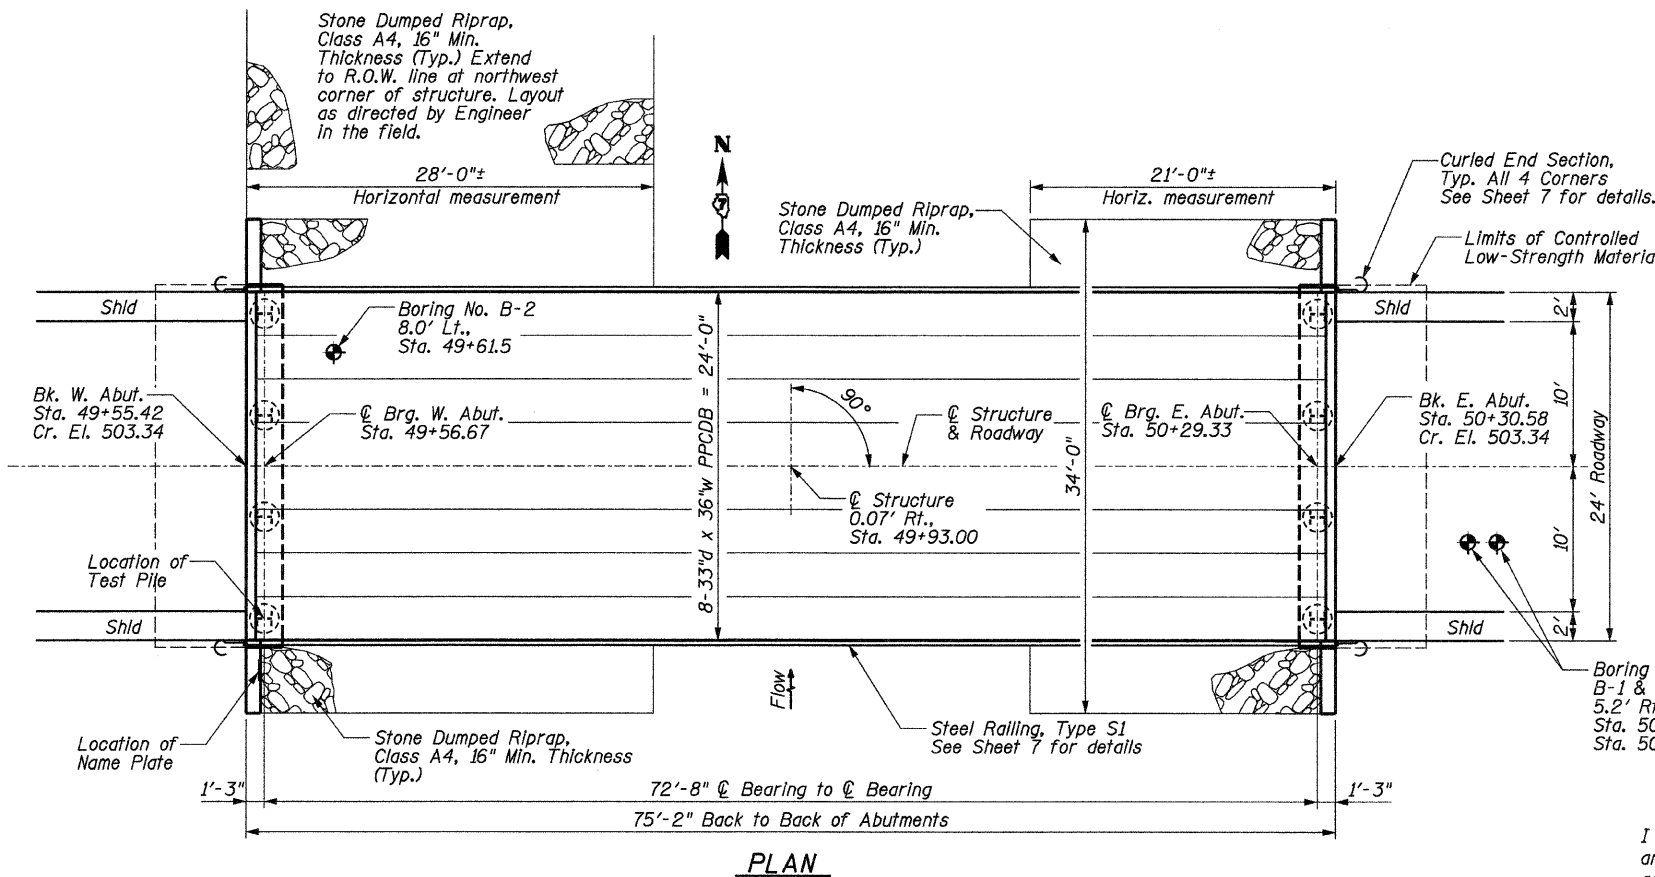 Stone Dumped Riprap,
Class A4, 16" Min.
Thickness (Typ.) Extend
to R.O.W. line at northwest
corner of structure. Layout
as directed by Engineer
in the field.
28'-0"±
Horizontal measurement
N
21'-0"±
Horiz. measurement
Curled End Section,
Typ. All 4 Corners
See Sheet 7 for details.
Stone Dumped Riprap,
Class A4, 16" Min.
Thickness (Typ.)
Limits of Controlled
Low-Strength Materia
Shld
Boring No. B-2
8.0' Lt.,
Sta. 49+61.5
Shld
2'
Bk. W. Abut.
Sta. 49+55.42
Cr. El. 503.34
℄ Brg. W. Abut.
Sta. 49+56.67
8-33"d x 36"w PPCDB = 24'-0"
90°
℄ Structure
& Roadway
℄ Brg. E. Abut.
Sta. 50+29.33
34'-0"
Bk. E. Abut.
Sta. 50+30.58
Cr. El. 503.34
10'
24' Roadway
℄ Structure
0.07' Rt.,
Sta. 49+93.00
10'
Location of
Test Pile
Shld
Shld
2'
Flow
Boring
B-1 &
5.2' Rt
Sta. 50
Sta. 50
Location of
Name Plate
Stone Dumped Riprap,
Class A4, 16" Min. Thickness
(Typ.)
Steel Railing, Type S1
See Sheet 7 for details
1'-3"
72'-8" ℄ Bearing to ℄ Bearing
1'-3"
75'-2" Back to Back of Abutments
PLAN
I